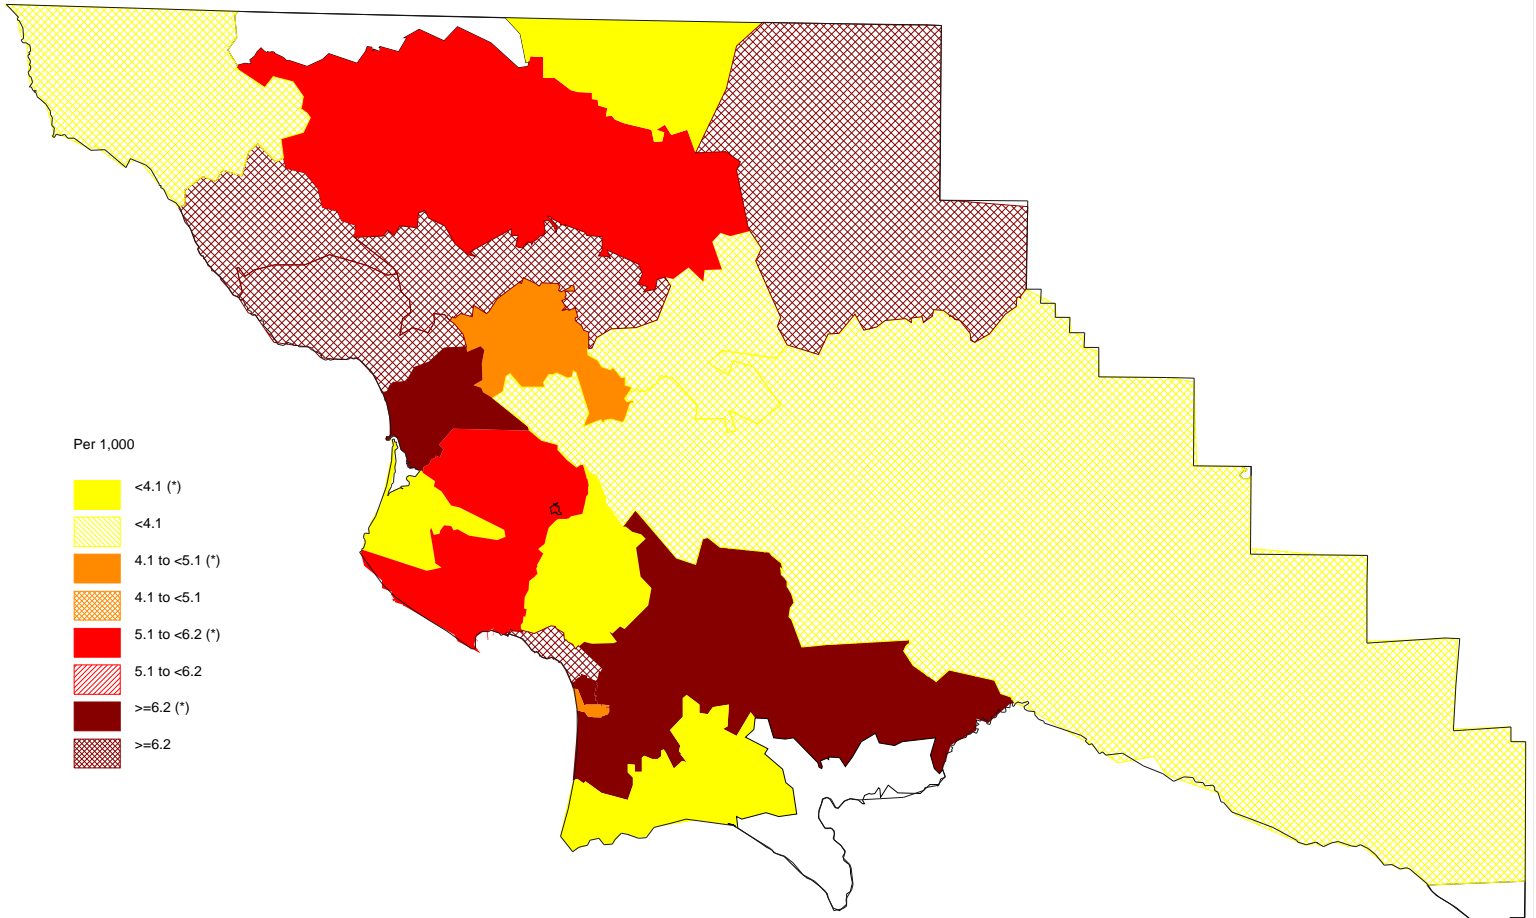 Per 1,000
<4.1 (*)
<4.1
4.1 to <5.1 (*)
4.1 to <5.1
5.1 to <6.2 (*)
5.1 to <6.2
>=6.2 (*)
>=6.2